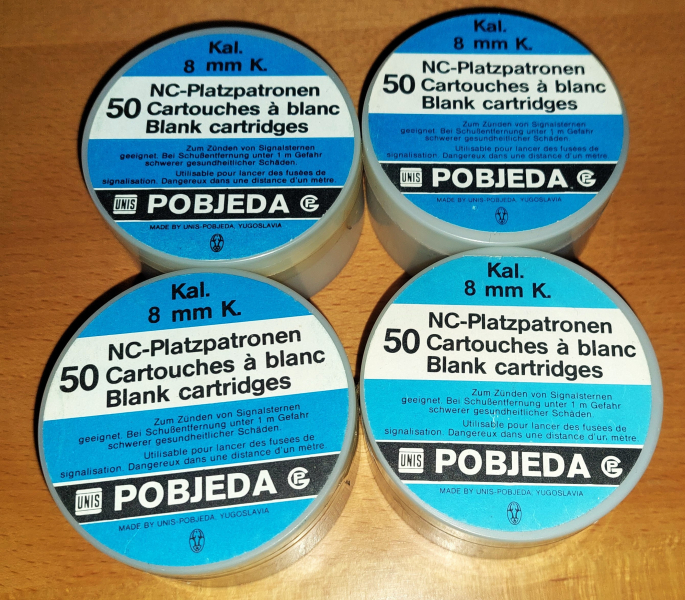 Kal.
8 mm K.
50
NC-Platzpatronen
Cartouches à blanc
Blank cartridges
Zum Zünden von Signalsternen
geeignet. Bei Schußentfernung unter 1 m Gefahr
schwerer gesundheitlicher Schäden.
Utilisable pour lancer des fusées de
signalisation. Dangereux dans une distance d'un mètre.
UNIS POBJEDA
MADE BY UNIS-POBJEDA, YUGOSLAVIA
Kal.
8 mm K.
50
NC-Platzpatronen
Cartouches à blanc
Blank cartridges
Zum Zünden von Signalsternen
geeignet. Bei Schußentfernung unter 1 m Gefahr
schwerer gesundheitlicher Schäden.
Utilisable pour lancer des fusées de
signalisation. Dangereux dans une distance d'un mètre.
UNIS POBJEDA
MADE BY UNIS-POBJEDA, YUGOSLAVIA
Kal.
8 mm K.
50
NC-Platzpatronen
Cartouches à blanc
Blank cartridges
Zum Zünden von Signalsternen
geeignet. Bei Schußentfernung unter 1 m Gefahr
schwerer gesundheitlicher Schäden.
Utilisable pour lancer des fusées de
signalisation. Dangereux dans une distance d'un mètre
UNIS POBJEDA
MADE BY UNIS-POBJEDA, YUGOSLAVIA
Kal.
8 mm K.
50
NC-Platzpatronen
Cartouches à blanc
Blank cartridges
Zum Zünden von Signalsternen
geeignet. Bei Schußentfernung unter 1 m Gefahr
schwerer gesundheitlicher Schäden.
Utilisable pour lancer des fusées de
signalisation. Dangereux dans une distance d'un mètre
UNIS POBJEDA
MADE BY UNIS-POBJEDA, YUGOSLAVIA